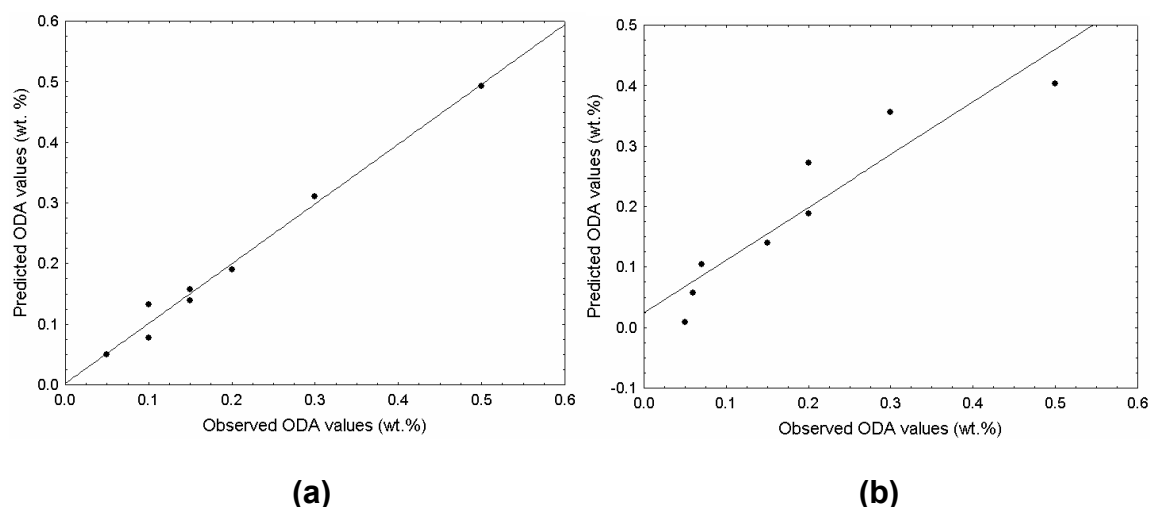 0.6
0.5
0.4
0.3
0.2
0.1
0.0
Predicted ODA values (wt. %)
0.0 0.1 0.2 0.3 0.4 0.5 0.6
Observed ODA values (wt.%)
(a)
0.5
0.4
0.3
0.2
0.1
0.0
-0.1
Predicted ODA values (wt.%)
0.0 0.1 0.2 0.3 0.4 0.5 0.6
Observed ODA values (wt.%)
(b)